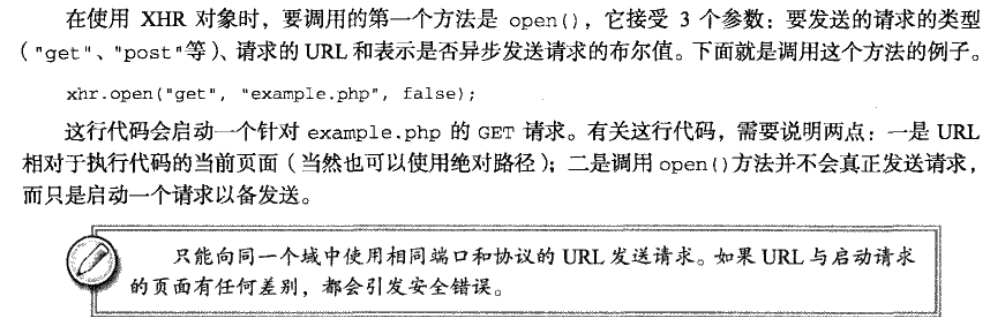 在使用 XHR 对象时，要调用的第一个方法是 open()，它接受 3 个参数：要发送的请求的类型
（"get"、"post"等）、请求的 URL 和表示是否异步发送请求的布尔值。下面就是调用这个方法的例子。
xhr.open("get", "example.php", false);
这行代码会启动一个针对 example.php 的 GET 请求。有关这行代码，需要说明两点：一是 URL
相对于执行代码的当前页面（当然也可以使用绝对路径）；二是调用 open()方法并不会真正发送请求，
而只是启动一个请求以备发送。
只能向同一个域中使用相同端口和协议的 URL 发送请求。如果 URL 与启动请求
的页面有任何差别，都会引发安全错误。